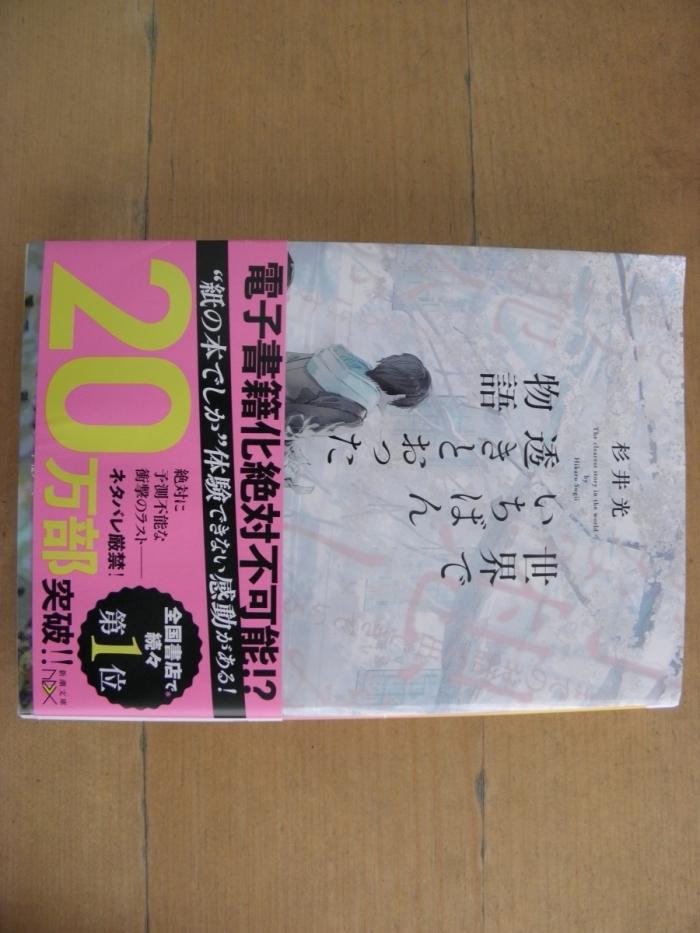 杉井光
The clearest story in the world
by
Hikaru Sugii
世界で
いちばん
透きとおった
物語
電子書籍化絶対不可能!?
“紙の本でしか”体験できない感動がある!
絶対に
予測不能な
衝撃のラスト――
ネタバレ厳禁!
全国書店で
続々
第1位
20万部突破!!
新潮文庫
nex